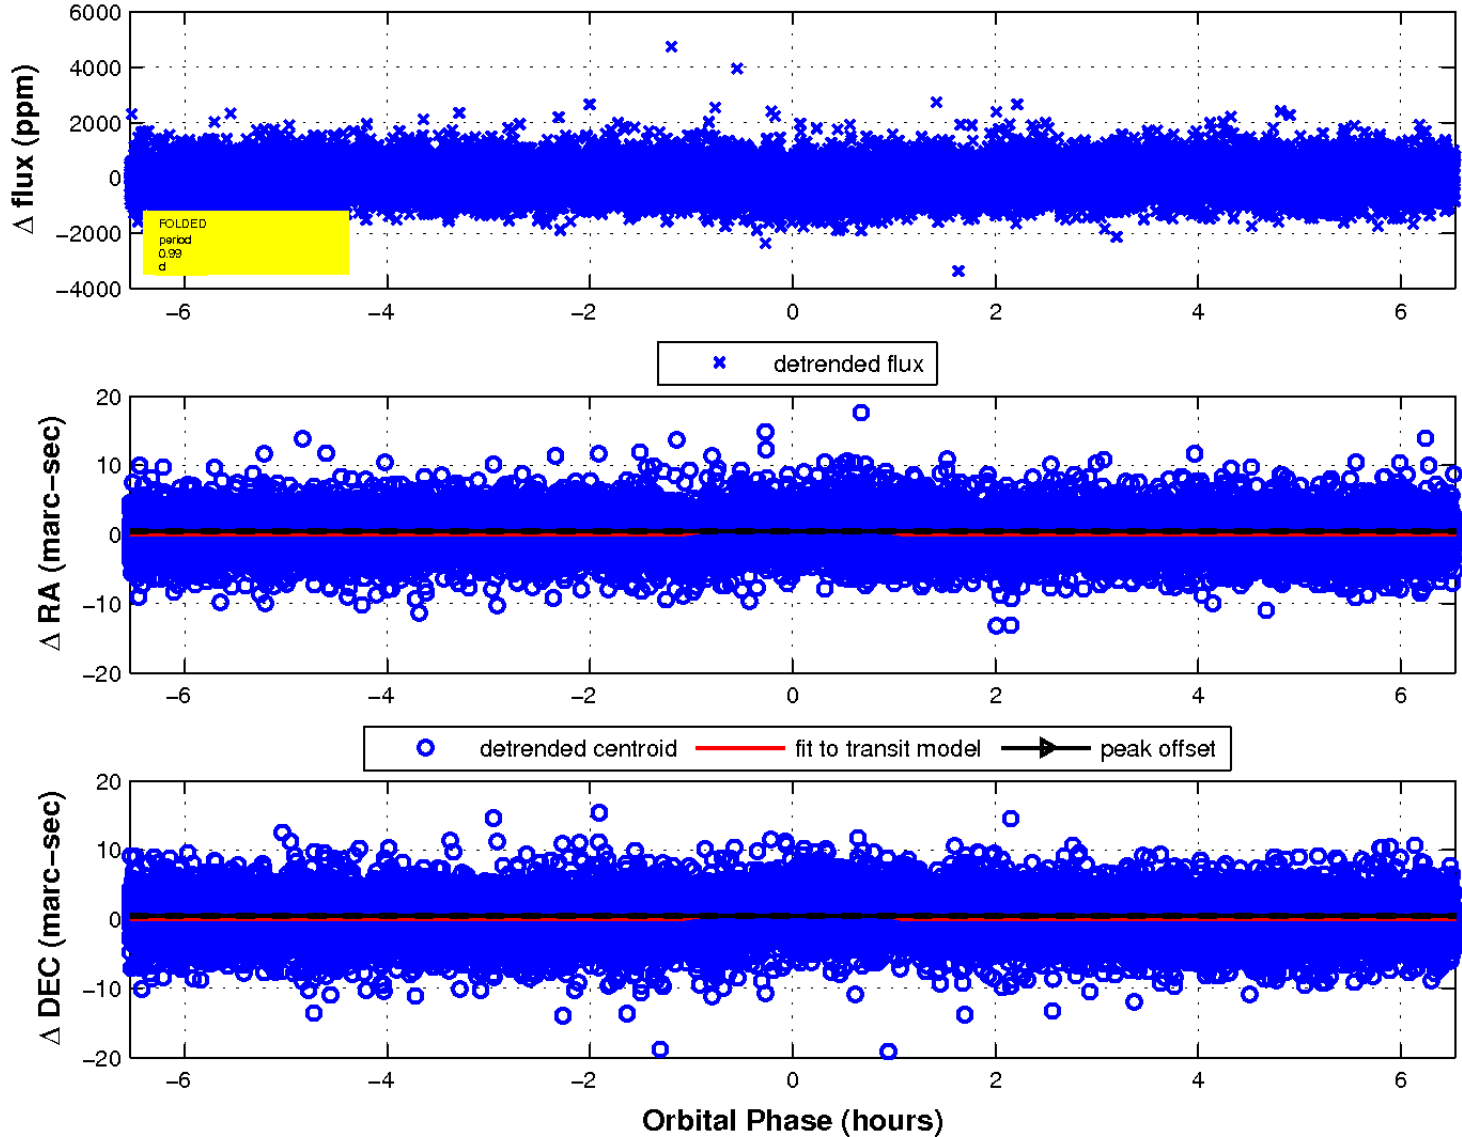 6000
4000
2000
0
−2000
−4000
Δ flux (ppm)
FOLDED
period
0.99
d
−6 −4 −2 0 2 4 6
detrended flux
20
10
0
−10
−20
Δ RA (marc−sec)
−6 −4 −2 0 2 4 6
detrended centroid fit to transit model peak offset
20
10
0
−10
−20
Δ DEC (marc−sec)
−6 −4 −2 0 2 4 6
Orbital Phase (hours)